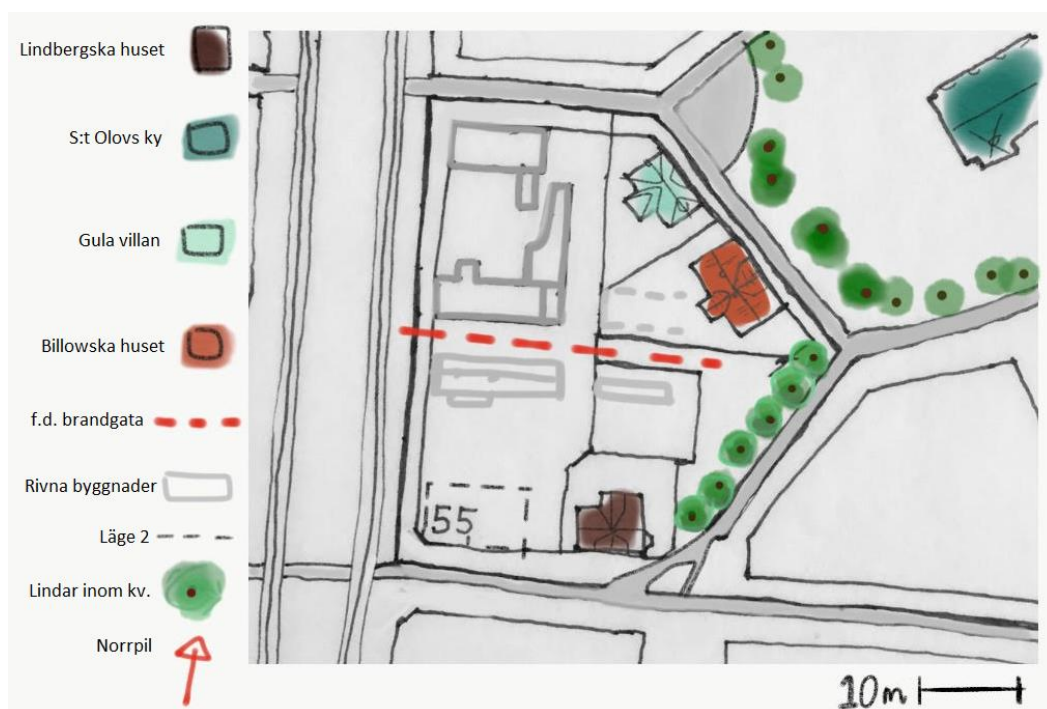 Lindbergska huset
S:t Olovs ky
Gula villan
Billowska huset
f.d. brandgata
Rivna byggnader
Läge 2
Lindar inom kv.
Norrpil
55
10m